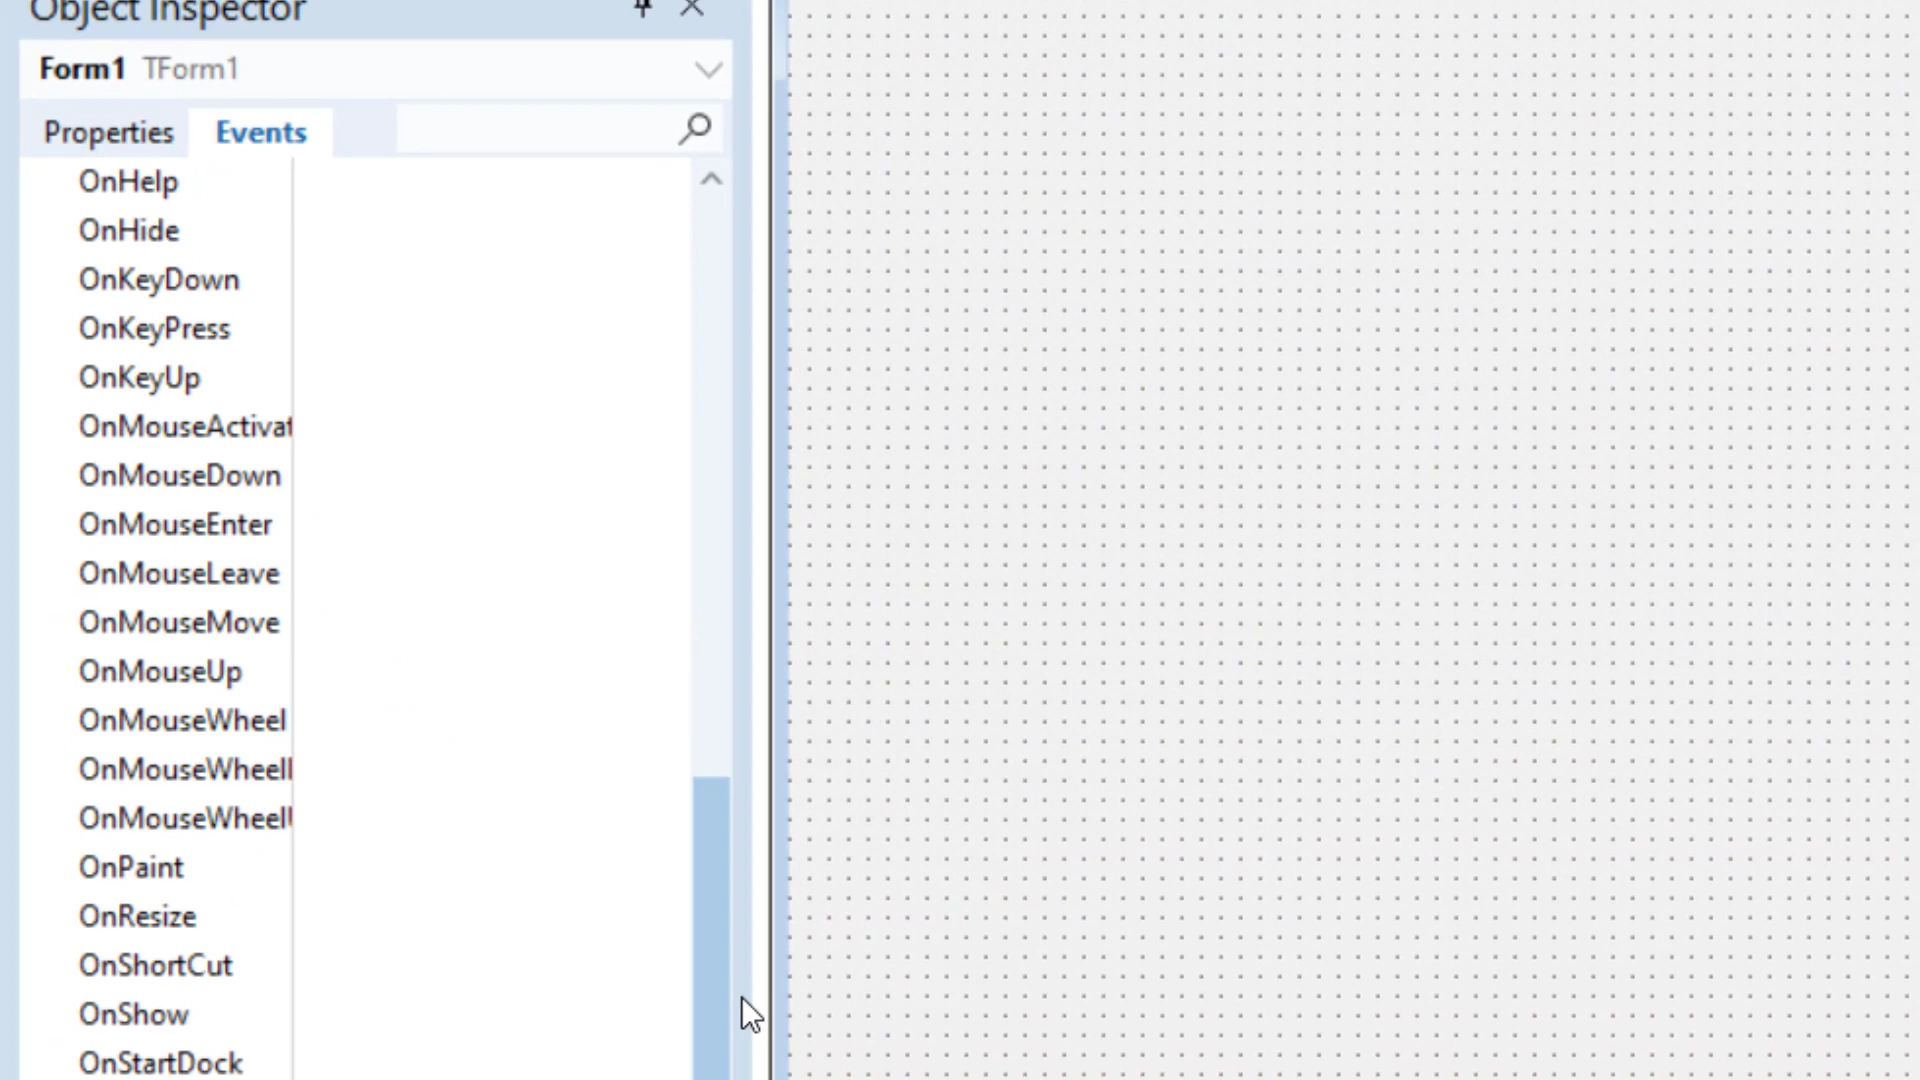 Object Inspector
Form1 TForm1
Properties Events
OnHelp
OnHide
OnKeyDown
OnKeyPress
OnKeyUp
OnMouseActivat
OnMouseDown
OnMouseEnter
OnMouseLeave
OnMouseMove
OnMouseUp
OnMouseWheel
OnMouseWheel
OnMouseWheel
OnPaint
OnResize
OnShortCut
OnShow
OnStartDock